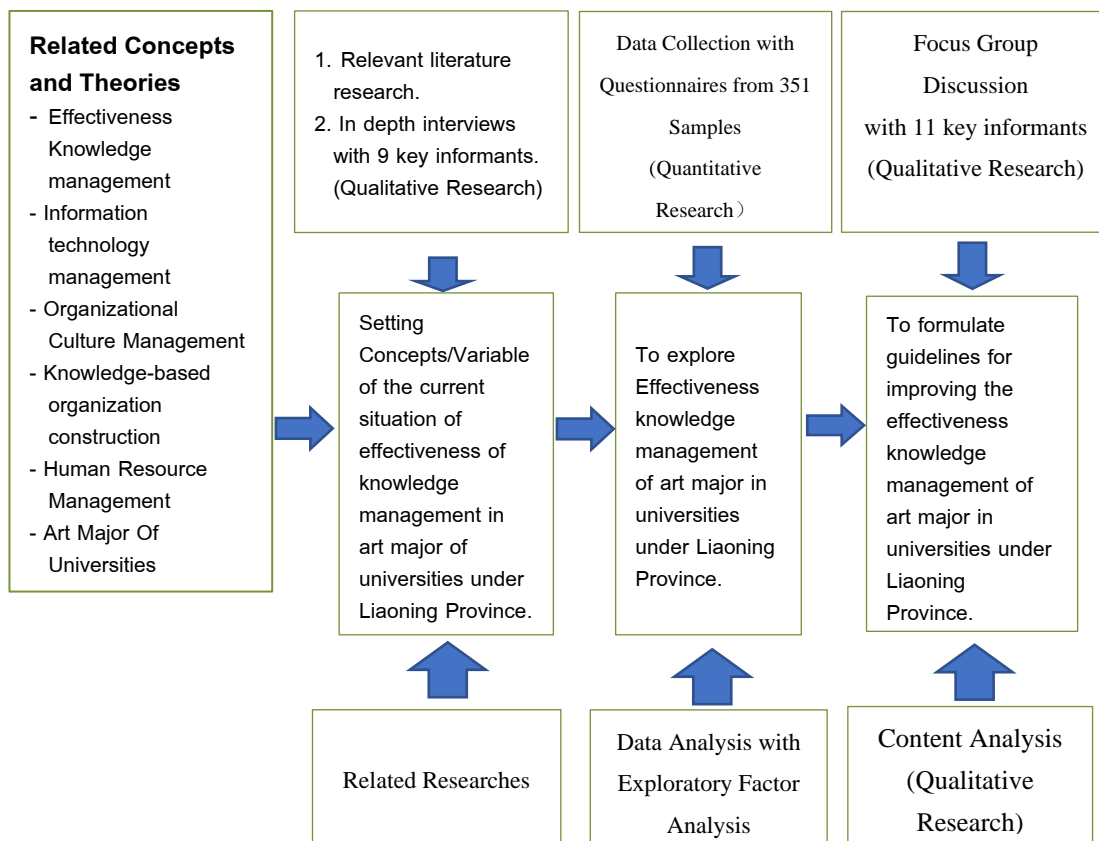 Related Concepts
and Theories
- Effectiveness
Knowledge
management
- Information
technology
management
- Organizational
Culture Management
- Knowledge-based
organization
construction
- Human Resource
Management
- Art Major Of
Universities
1. Relevant literature
research.
2. In depth interviews
with 9 key informants.
(Qualitative Research)
Data Collection with
Questionnaires from 351
Samples
(Quantitative
Research）
Focus Group
Discussion
with 11 key informants
(Qualitative Research)
Setting
Concepts/Variable
of the current
situation of
effectiveness of
knowledge
management in
art major of
universities under
Liaoning Province.
To explore
Effectiveness
knowledge
management
of art major in
universities
under Liaoning
Province.
To formulate
guidelines for
improving the
effectiveness
knowledge
management of
art major in
universities under
Liaoning
Province.
Related Researches
Data Analysis with
Exploratory Factor
Analysis
Content Analysis
(Qualitative
Research)